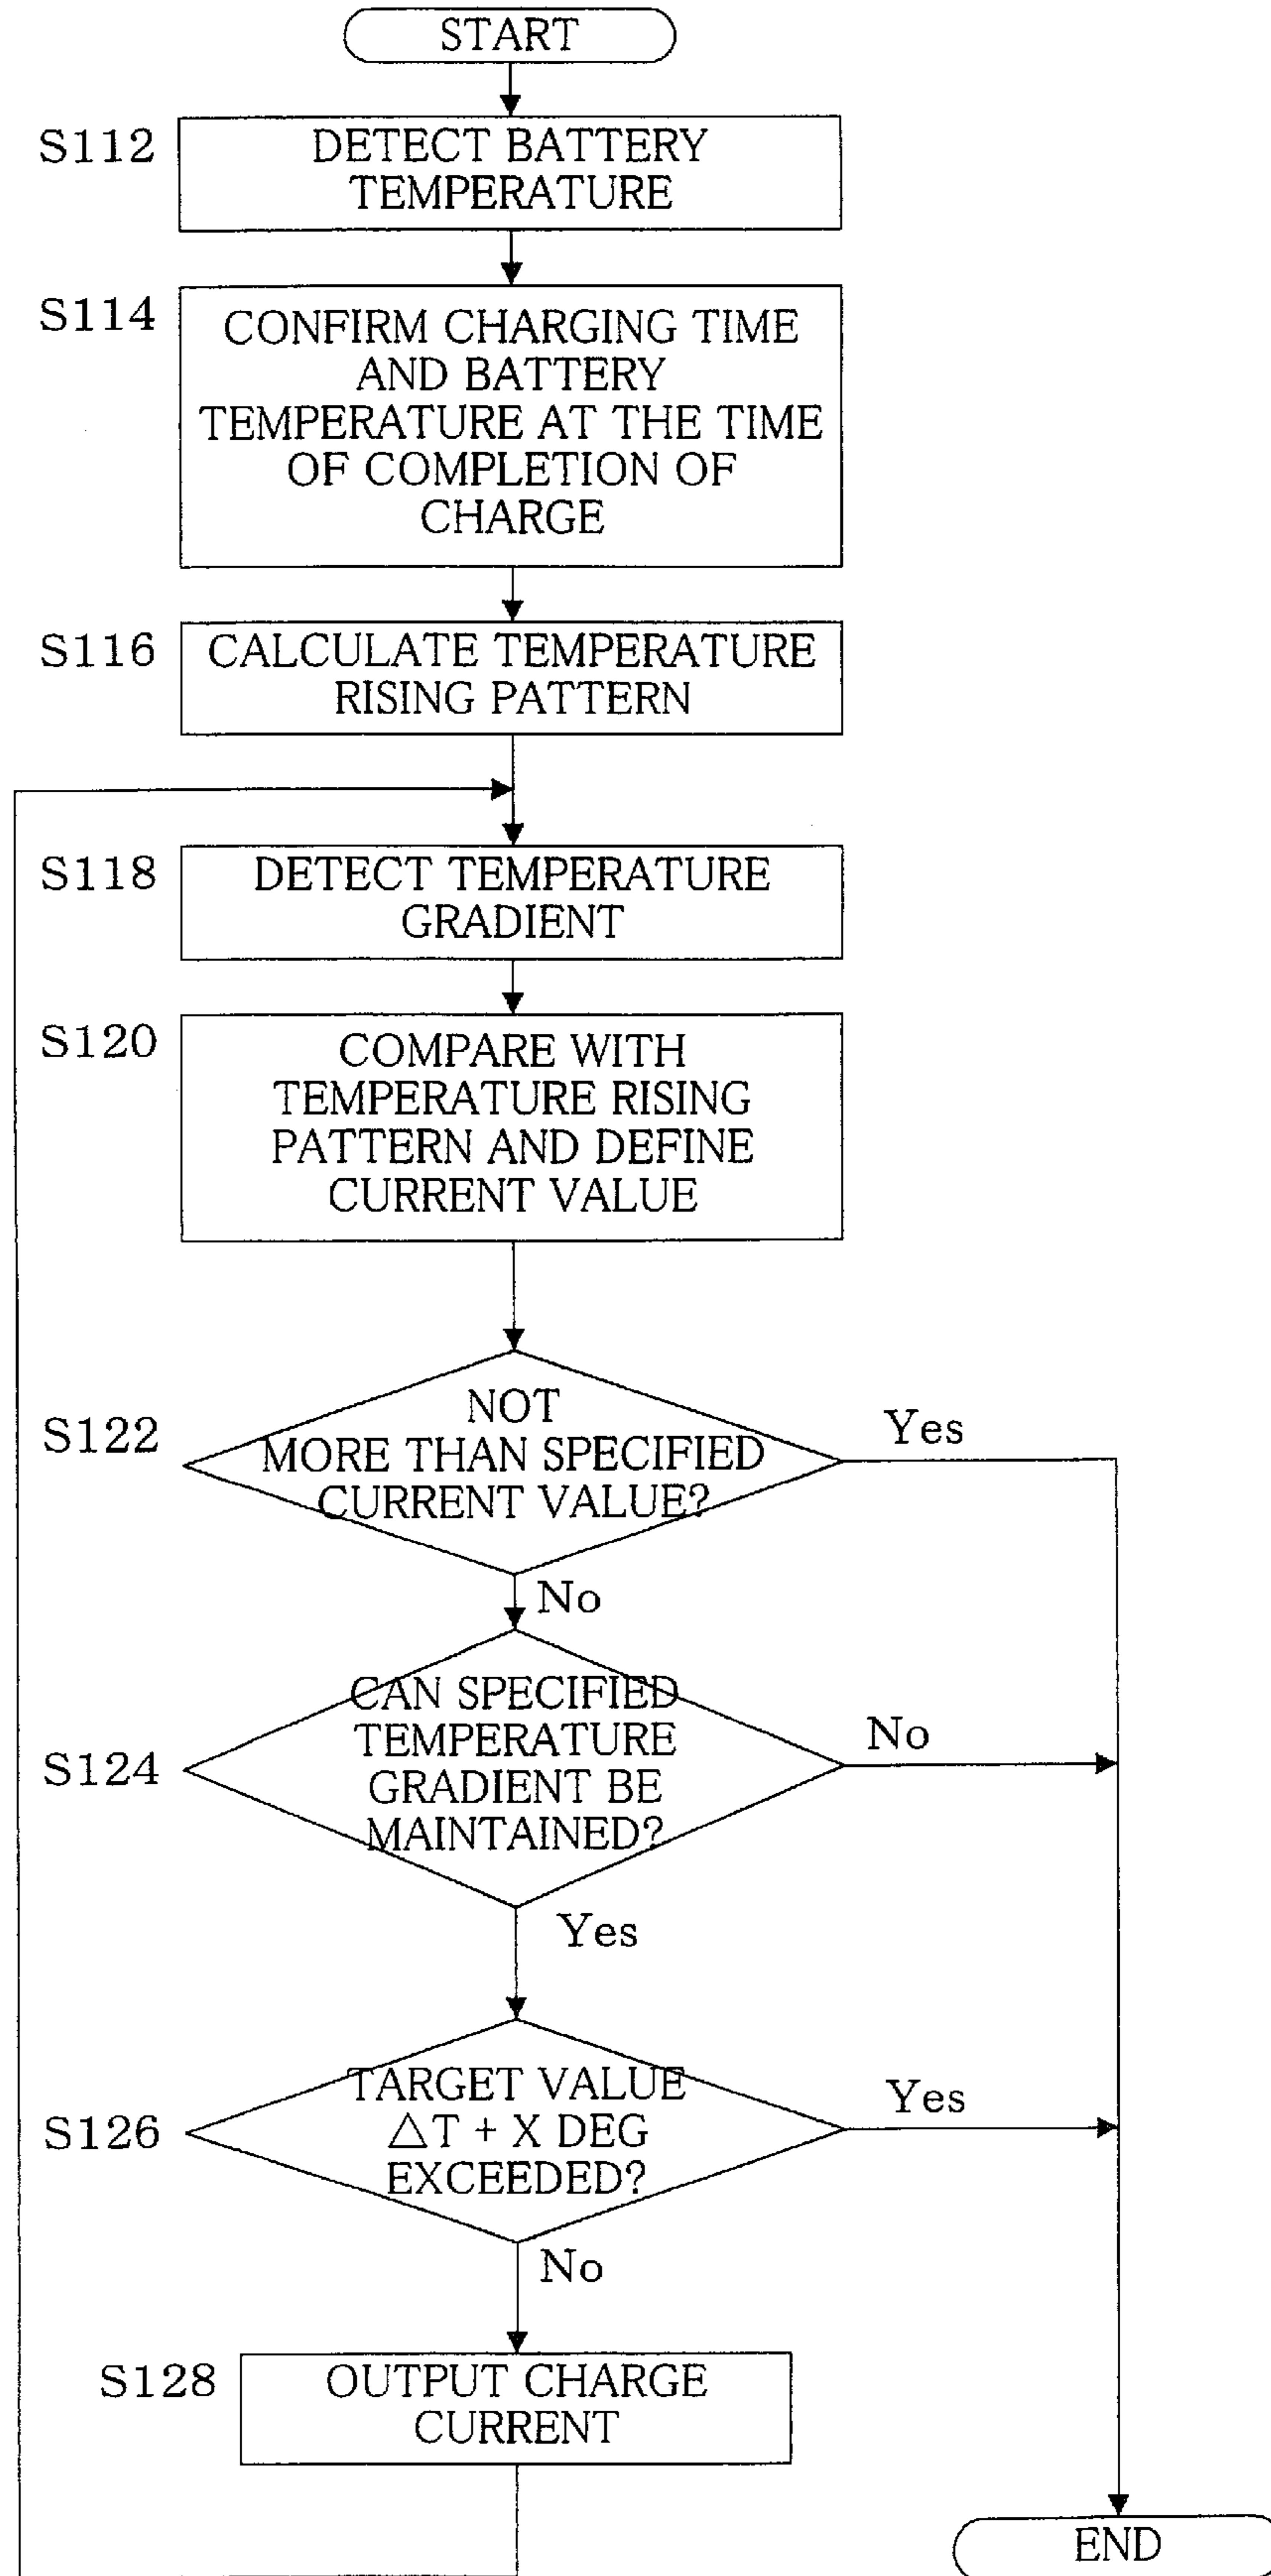 START
S112
DETECT BATTERY
TEMPERATURE
S114
CONFIRM CHARGING TIME
AND BATTERY
TEMPERATURE AT THE TIME
OF COMPLETION OF
CHARGE
S116
CALCULATE TEMPERATURE
RISING PATTERN
S118
DETECT TEMPERATURE
GRADIENT
S120
COMPARE WITH
TEMPERATURE RISING
PATTERN AND DEFINE
CURRENT VALUE
S122
NOT
MORE THAN SPECIFIED
CURRENT VALUE?
Yes
No
S124
CAN SPECIFIED
TEMPERATURE
GRADIENT BE
MAINTAINED?
No
Yes
S126
TARGET VALUE
△T + X DEG
EXCEEDED?
Yes
No
S128
OUTPUT CHARGE
CURRENT
END